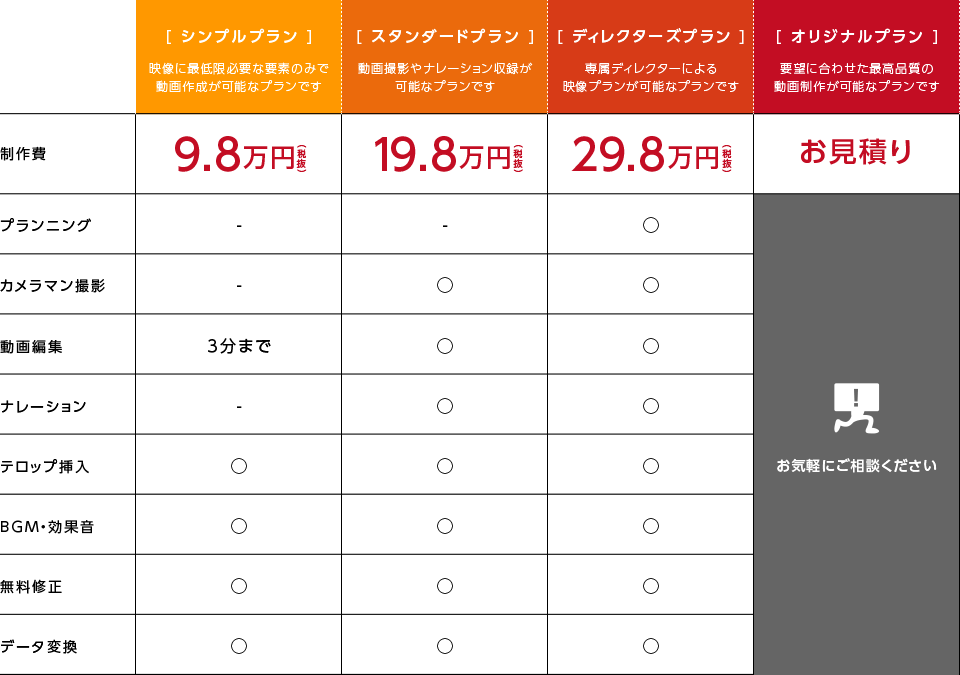 [ シンプルプラン ]
映像に最低限必要な要素のみで
動画作成が可能なプランです
[ スタンダードプラン ]
動画撮影やナレーション収録が
可能なプランです
[ ディレクターズプラン ]
専属ディレクターによる
映像プランが可能なプランです
[ オリジナルプラン ]
要望に合わせた最高品質の
動画制作が可能なプランです
制作費 9.8万円(税抜) 19.8万円(税抜) 29.8万円(税抜) お見積り
プランニング - - ○
カメラマン撮影 - ○ ○
動画編集 3分まで ○ ○
ナレーション - ○ ○
テロップ挿入 ○ ○ ○
BGM・効果音 ○ ○ ○
無料修正 ○ ○ ○
データ変換 ○ ○ ○
!
お気軽にご相談ください